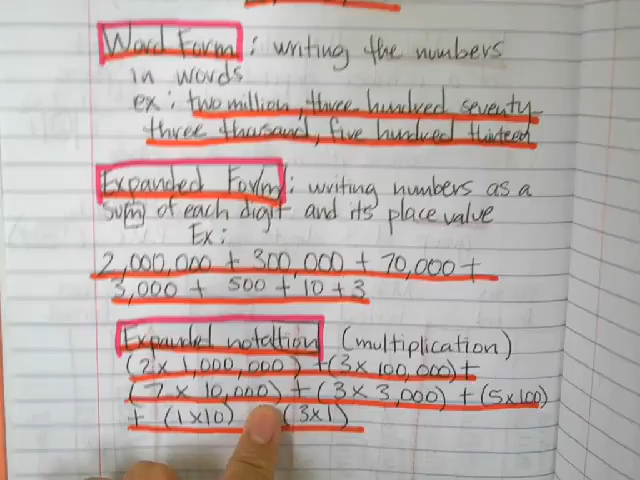 Word Form : writing the numbers
in words
ex: two million, three hundred seventy
three thousand, five hundred thirteen
Expanded Form : writing numbers as a
sum of each digit and its place value
Ex:
2,000,000 + 300,000 + 70,000 +
3,000 + 500 + 10 + 3
Expanded notation (multiplication)
(2 x 1,000,000) + (3 x 100,000) +
(7 x 10,000) + (3 x 3,000) + (5 x 100)
+ (1 x 10) (3 x 1)